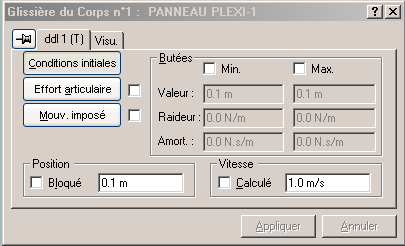 Glissière du Corps n°1 : PANNEAU PLEXI-1
ddl 1 (T) Visu.
Conditions initiales
Effort articulaire
Mouv. imposé
Butées
Min. Max.
Valeur : 0.1 m 0.1 m
Raideur : 0.0 N/m 0.0 N/m
Amort. : 0.0 N.s/m 0.0 N.s/m
Position
Bloqué 0.1 m
Vitesse
Calculé 1.0 m/s
Appliquer Annuler